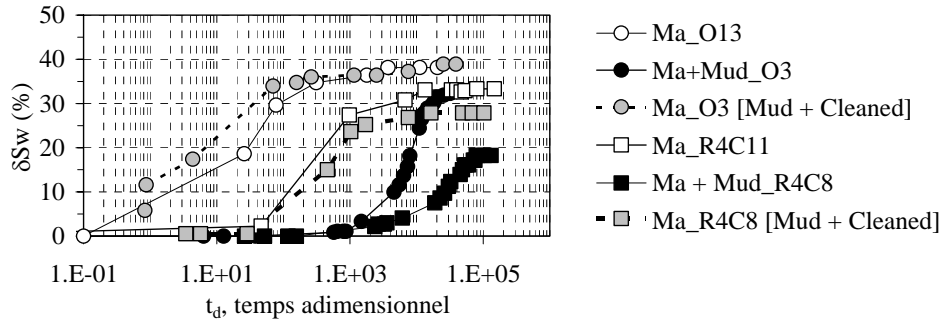 50
40
30
20
10
0
δSw (%)
1.E-01 1.E+01 1.E+03 1.E+05
t_d, temps adimensionnel
Ma_O13
Ma+Mud_O3
Ma_O3 [Mud + Cleaned]
Ma_R4C11
Ma + Mud_R4C8
Ma_R4C8 [Mud + Cleaned]